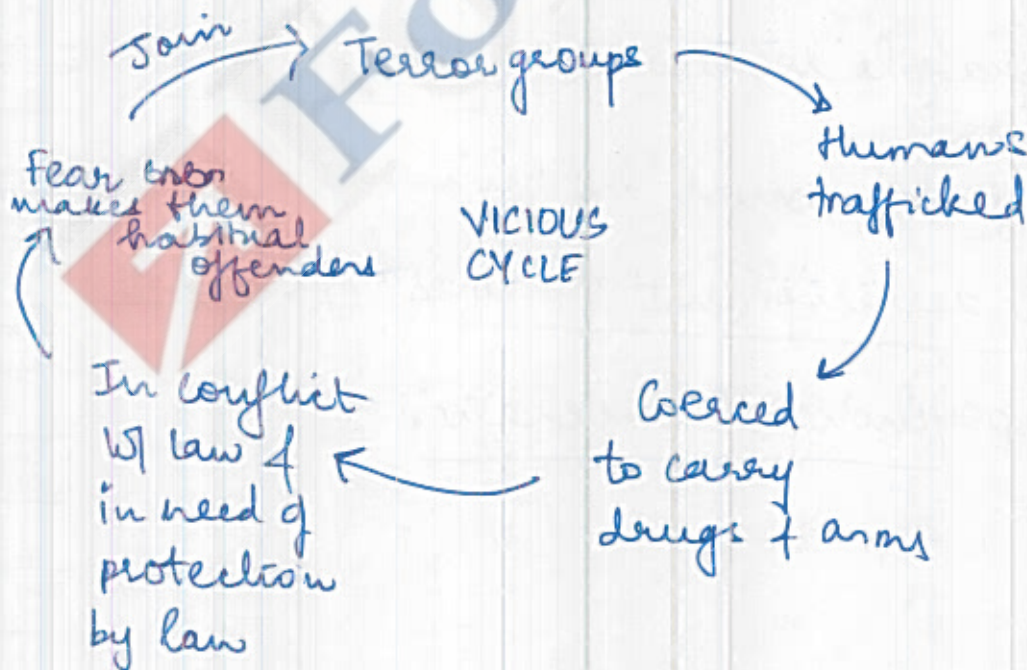 Join
Terror groups
Humans
trafficked
Coerced
to carry
drugs & arms
In conflict
w/ law &
in need of
protection
by law
Fear
makes them
habitual
offenders
VICIOUS
CYCLE
Fo